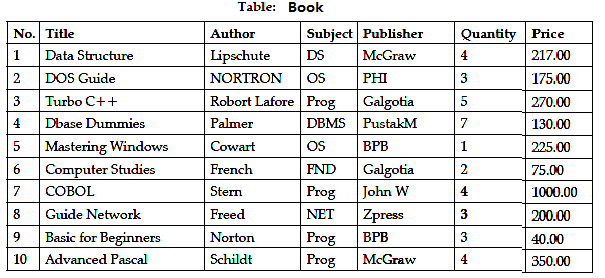 Table: Book
No. Title Author Subject Publisher Quantity Price
1 Data Structure Lipschute DS McGraw 4 217.00
2 DOS Guide NORTRON OS PHI 3 175.00
3 Turbo C++ Robort Lafore Prog Galgotia 5 270.00
4 Dbase Dummies Palmer DBMS PustakM 7 130.00
5 Mastering Windows Cowart OS BPB 1 225.00
6 Computer Studies French FND Galgotia 2 75.00
7 COBOL Stern Prog John W 4 1000.00
8 Guide Network Freed NET Zpress 3 200.00
9 Basic for Beginners Norton Prog BPB 3 40.00
10 Advanced Pascal Schildt Prog McGraw 4 350.00